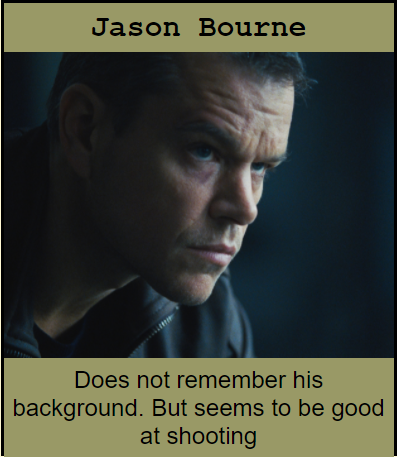 Jason Bourne
Does not remember his
background. But seems to be good
at shooting